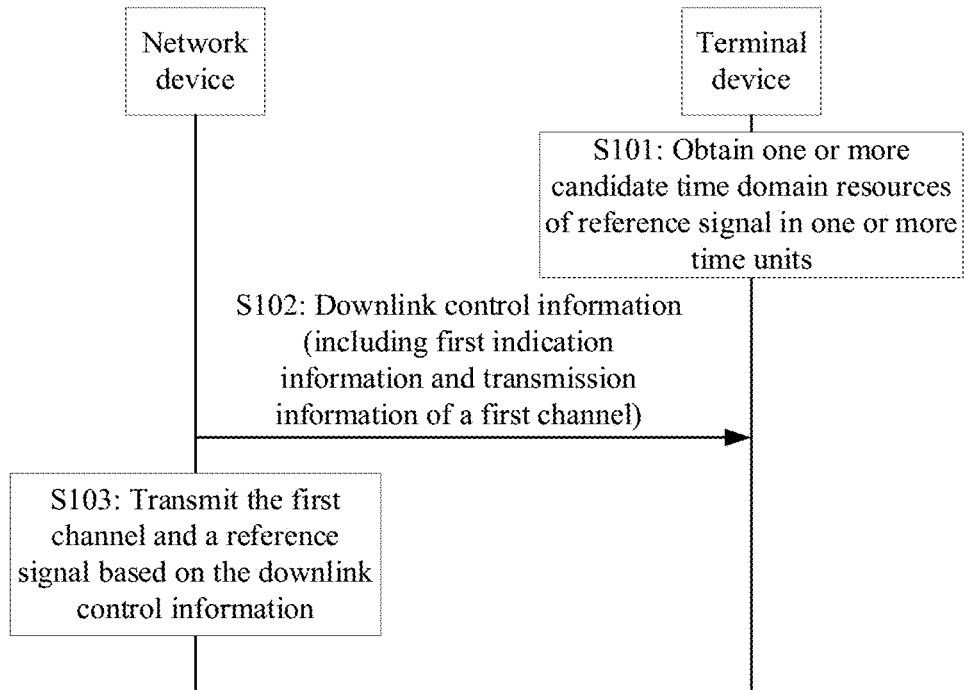 Network
device
Terminal
device
S101: Obtain one or more
candidate time domain resources
of reference signal in one or more
time units
S102: Downlink control information
(including first indication
information and transmission
information of a first channel)
S103: Transmit the first
channel and a reference
signal based on the downlink
control information